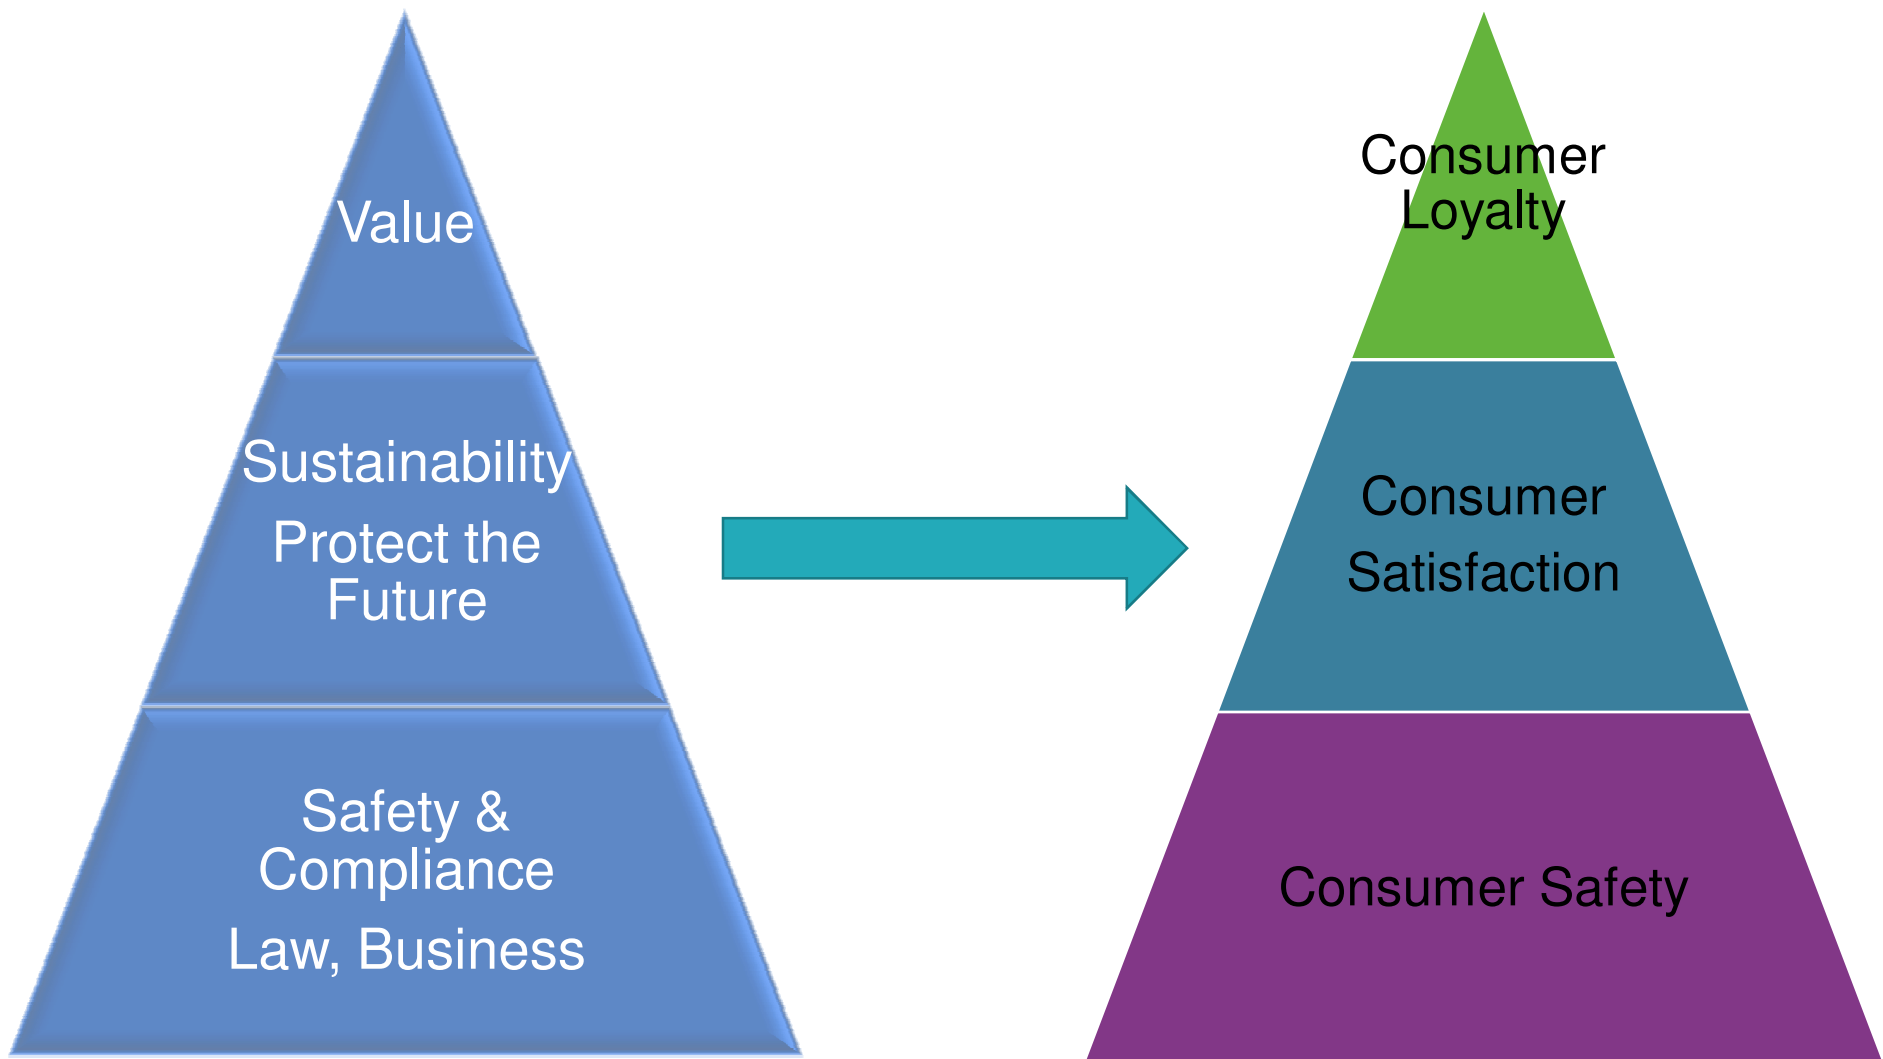 Value
Sustainability
Protect the
Future
Safety &
Compliance
Law, Business
Consumer
Loyalty
Consumer
Satisfaction
Consumer Safety